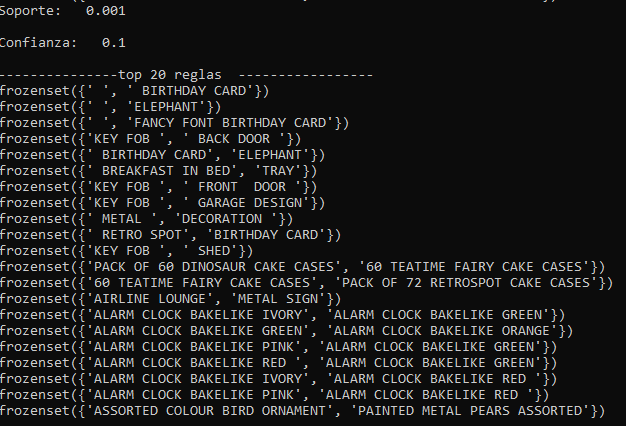 Soporte:   0.001
Confianza:   0.1
---------------top 20 reglas  -----------------
frozenset({' ', ' BIRTHDAY CARD'})
frozenset({' ', 'ELEPHANT'})
frozenset({' ', 'FANCY FONT BIRTHDAY CARD'})
frozenset({'KEY FOB ', ' BACK DOOR '})
frozenset({' BIRTHDAY CARD', 'ELEPHANT'})
frozenset({' BREAKFAST IN BED', 'TRAY'})
frozenset({'KEY FOB ', ' FRONT  DOOR '})
frozenset({'KEY FOB ', ' GARAGE DESIGN'})
frozenset({' METAL ', 'DECORATION '})
frozenset({' RETRO SPOT', 'BIRTHDAY CARD'})
frozenset({'KEY FOB ', ' SHED'})
frozenset({'PACK OF 60 DINOSAUR CAKE CASES', '60 TEATIME FAIRY CAKE CASES'})
frozenset({'60 TEATIME FAIRY CAKE CASES', 'PACK OF 72 RETROSPOT CAKE CASES'})
frozenset({'AIRLINE LOUNGE', 'METAL SIGN'})
frozenset({'ALARM CLOCK BAKELIKE IVORY', 'ALARM CLOCK BAKELIKE GREEN'})
frozenset({'ALARM CLOCK BAKELIKE GREEN', 'ALARM CLOCK BAKELIKE ORANGE'})
frozenset({'ALARM CLOCK BAKELIKE PINK', 'ALARM CLOCK BAKELIKE GREEN'})
frozenset({'ALARM CLOCK BAKELIKE RED ', 'ALARM CLOCK BAKELIKE GREEN'})
frozenset({'ALARM CLOCK BAKELIKE IVORY', 'ALARM CLOCK BAKELIKE RED '})
frozenset({'ALARM CLOCK BAKELIKE PINK', 'ALARM CLOCK BAKELIKE RED '})
frozenset({'ASSORTED COLOUR BIRD ORNAMENT', 'PAINTED METAL PEARS ASSORTED'})